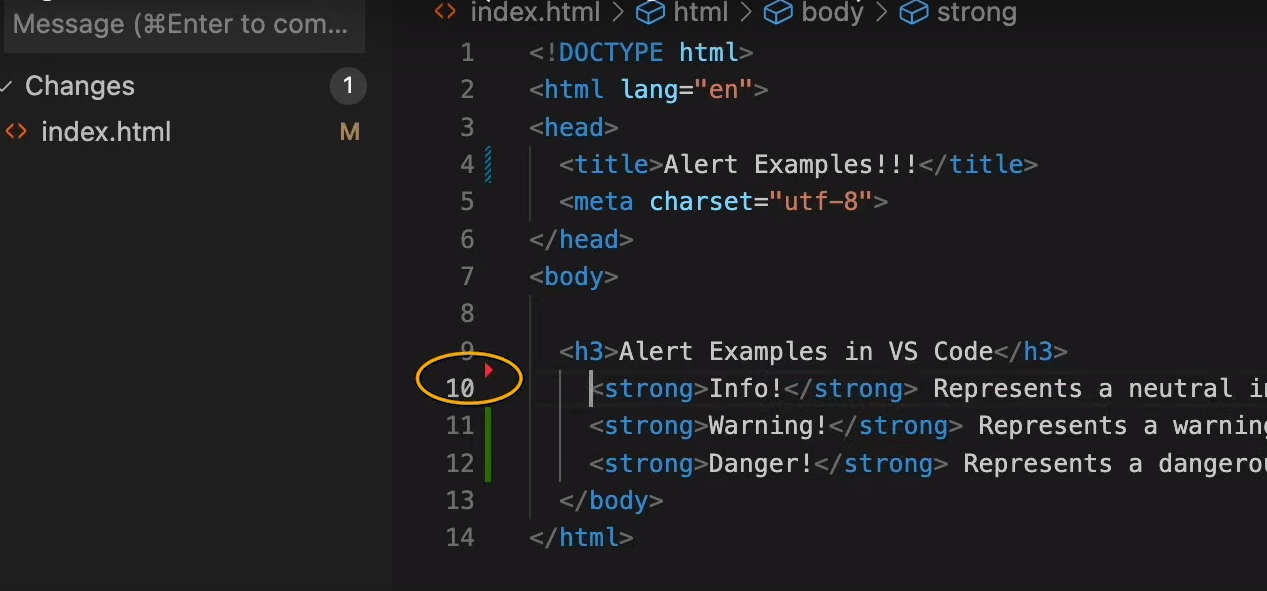 Message (⌘Enter to com...
Changes 1
index.html M
index.html > html > body > strong
1 <!DOCTYPE html>
2 <html lang="en">
3 <head>
4 <title>Alert Examples!!!</title>
5 <meta charset="utf-8">
6 </head>
7 <body>
8
9 <h3>Alert Examples in VS Code</h3>
10 <strong>Info!</strong> Represents a neutral
11 <strong>Warning!</strong> Represents a warning
12 <strong>Danger!</strong> Represents a
13 </body>
14 </html>